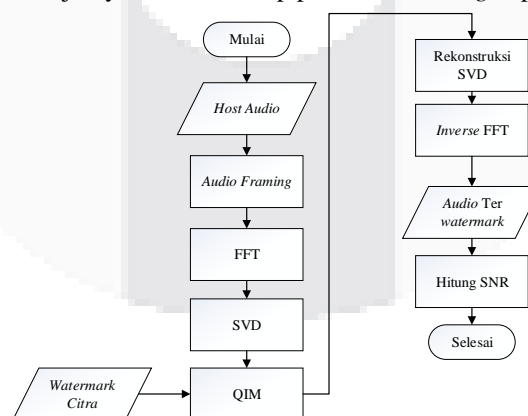 Mulai
Host Audio
Audio Framing
FFT
SVD
Watermark
Citra
QIM
Rekonstruksi
SVD
Inverse FFT
Audio Ter
watermark
Hitung SNR
Selesai